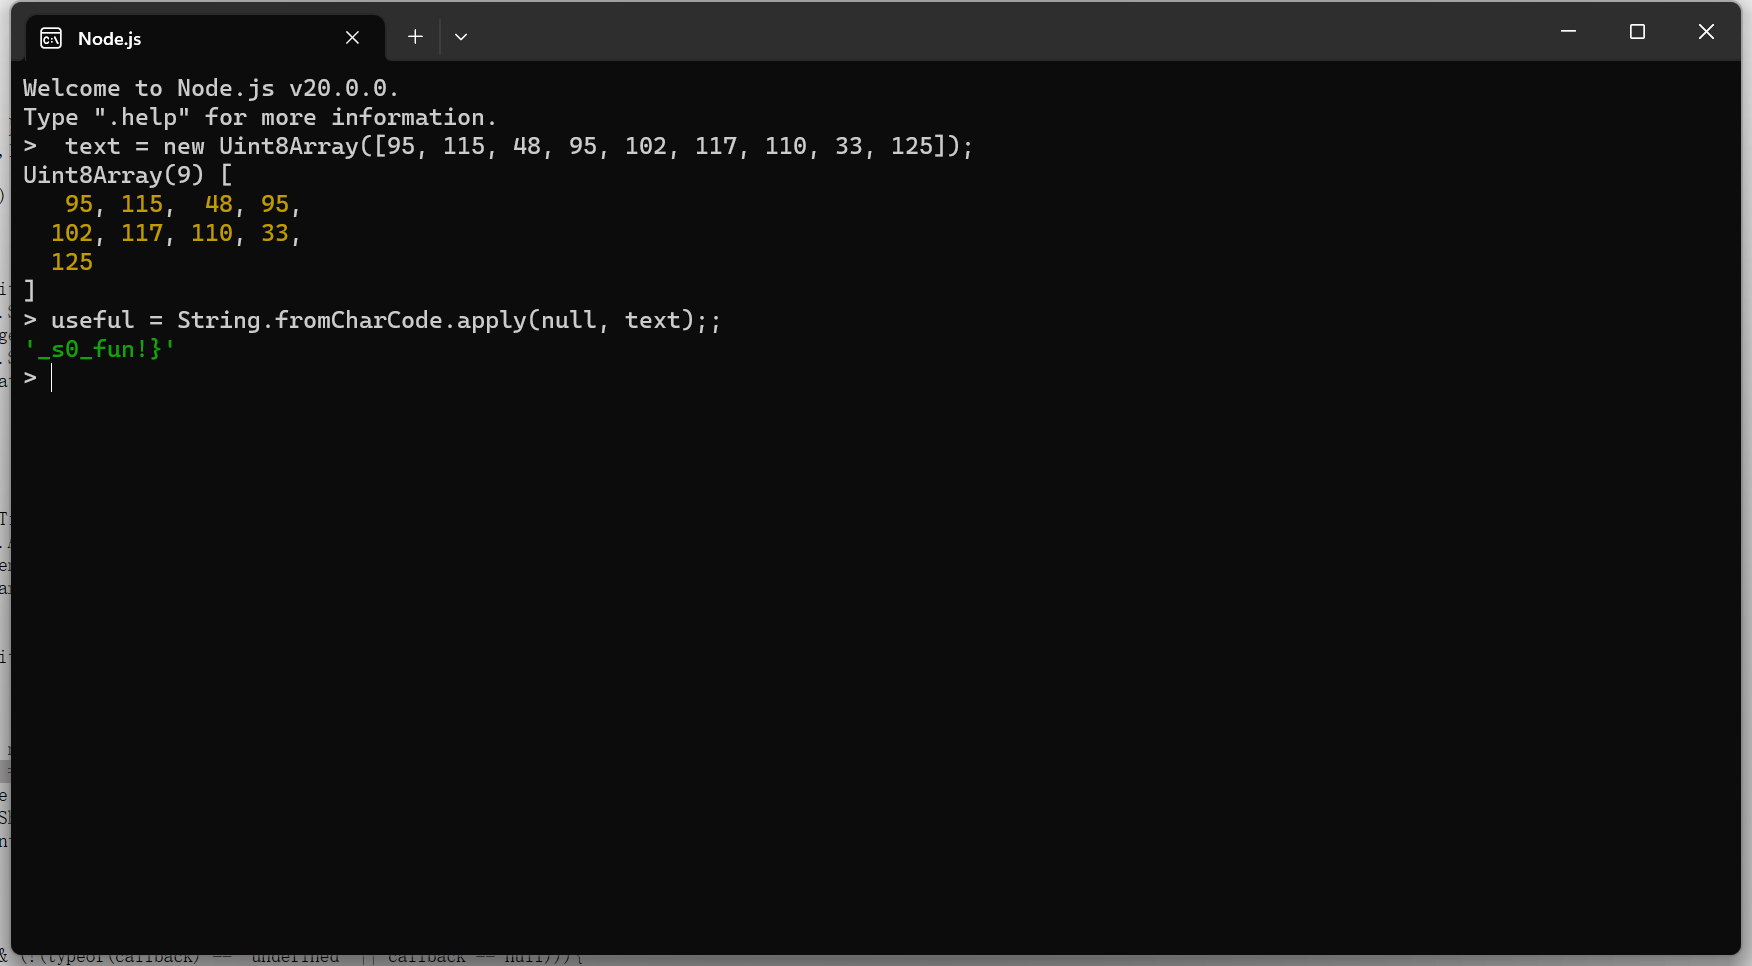 Node.js
Welcome to Node.js v20.0.0.
Type ".help" for more information.
>  text = new Uint8Array([95, 115, 48, 95, 102, 117, 110, 33, 125]);
Uint8Array(9) [
   95, 115,  48, 95,
  102, 117, 110, 33,
  125
]
> useful = String.fromCharCode.apply(null, text);;
'_s0_fun!}'
>
& (!(typeof(callback) == "undefined" || callback == null))){